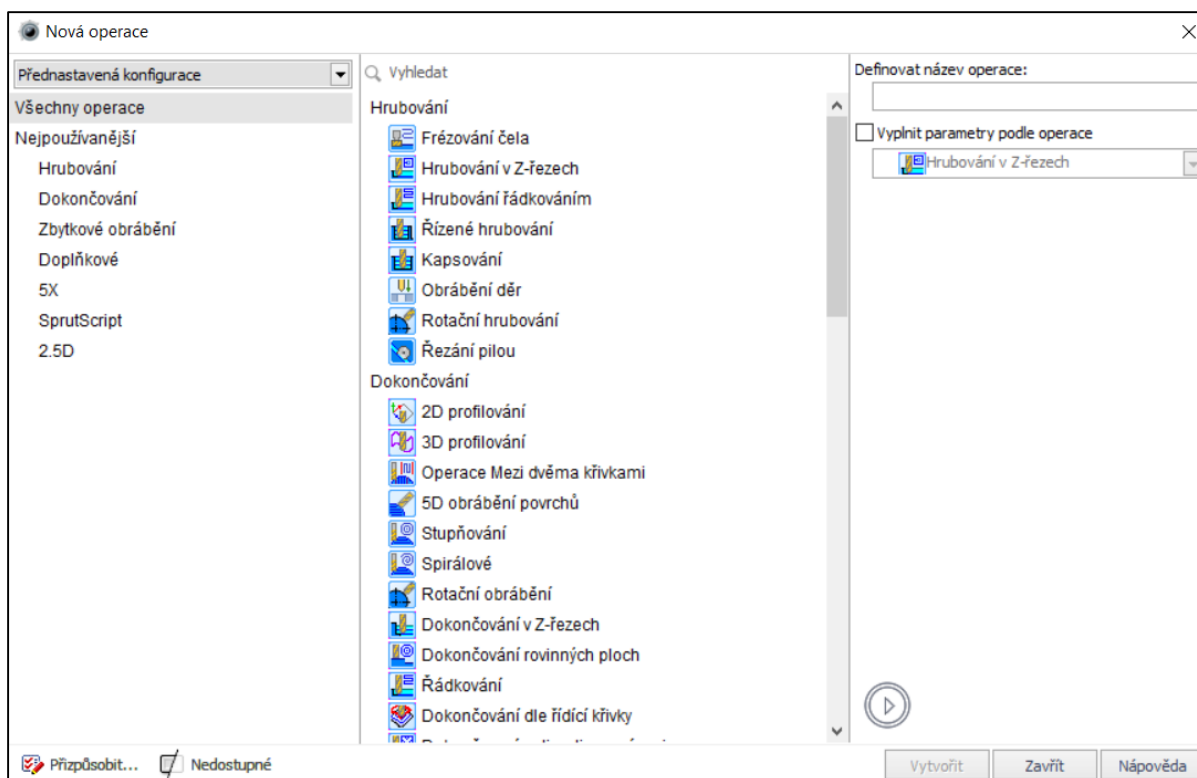 Nová operace
Přednastavená konfigurace
Všechny operace
Nejpoužívanější
Hrubování
Dokončování
Zbytkové obrábění
Doplňkové
5X
SprutScript
2.5D
Vyhledat
Hrubování
Frézování čela
Hrubování v Z-řezech
Hrubování řádkováním
Řízené hrubování
Kapsování
Obrábění děr
Rotační hrubování
Řezání pilou
Dokončování
2D profilování
3D profilování
Operace Mezi dvěma křivkami
5D obrábění povrchů
Stupňování
Spirálové
Rotační obrábění
Dokončování v Z-řezech
Dokončování rovinných ploch
Řádkování
Dokončování dle řídící křivky
Definovat název operace:
Vyplnit parametry podle operace
Hrubování v Z-řezech
Přizpůsobit...
Nedostupné
Vytvořit
Zavřít
Nápověda